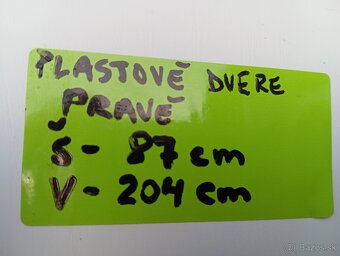 PLASTOVÉ DVERE
PRAVÉ
Š - 87 cm
V - 204 cm